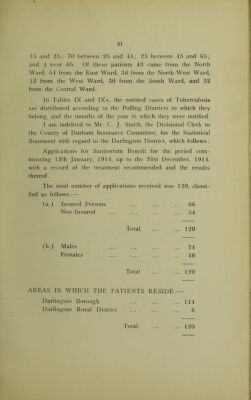 21
15 and 25; 70 between 25 and 45; 25 between 45 and 65;
and 4 over 65. Of these patients 43 came from the North
Ward, 54 from the East Ward, 36 from the North-West Ward,
12 from the West Ward, 30 from the South Ward, and 32
from the Central Ward.
In Tables IX and IXA, the notified cases of Tuberculosis
are distributed according to the Polling Districts to which they
belong, and the months of the year in which they were notified.
I am indebted to Mr. C. J. Smith, the Divisional Clerk to
the County of Durham Insurance Committee, for the Statistical
Statement with regard to the Darlington District, which follows:
Applications for Sanitorium Benefit for the period com-
mencing 12th January, 1914, up to the 31st December, 1914,
with a record of the treatment recommended and the results
thereof.
The total number of applications received was 120, classi-
fied as follows:—
(a.) Insured Persons ... ... ... 66
Non-Insured ... ... ... ... 54
Total ... ... 120
(b.) Males ... ... ... ... 74
Females ... ... ... ... 46
Total ... ... 120
AREAS IN WHICH THE PATIENTS RESIDE:—
Darlington Borough ... ... ... 114
Darlington Rural District ... ... ... 6
Total ... ... 120